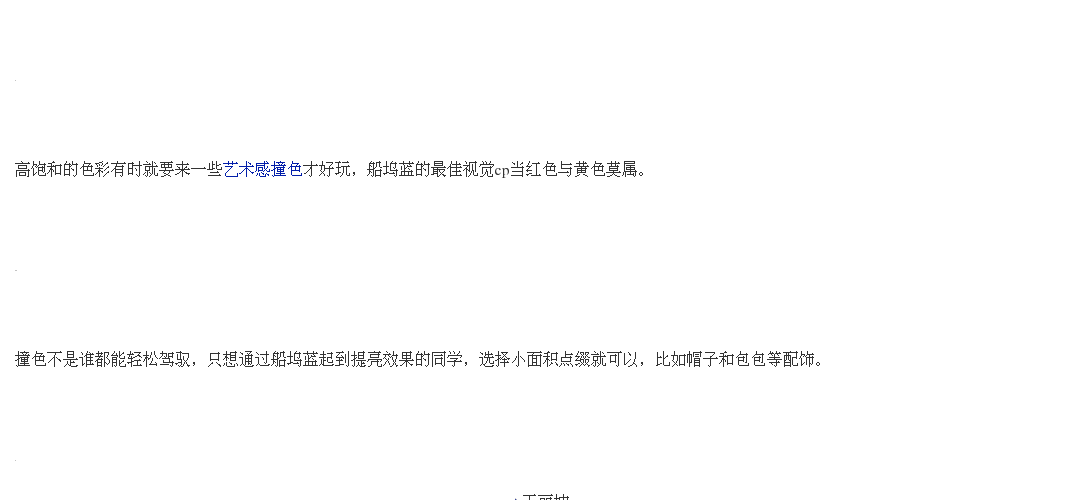 高饱和的色彩有时就要来一些艺术感撞色才好玩，船坞蓝的最佳视觉cp当红色与黄色莫属。
撞色不是谁都能轻松驾驭，只想通过船坞蓝起到提亮效果的同学，选择小面积点缀就可以，比如帽子和包包等配饰。